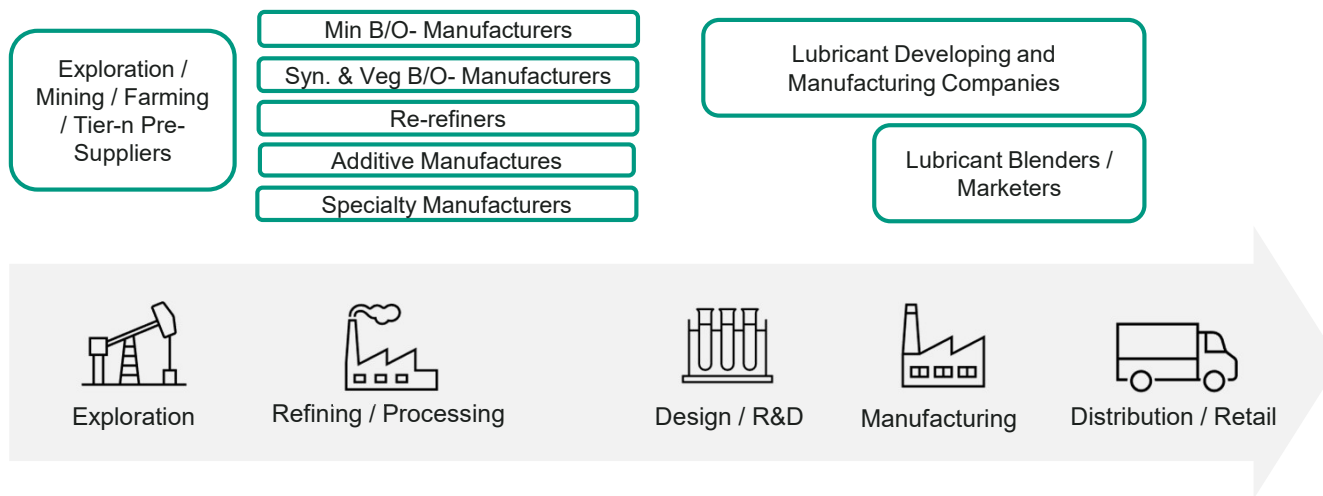 Exploration /
Mining / Farming
/ Tier-n Pre-
Suppliers
Min B/O- Manufacturers
Syn. & Veg B/O- Manufacturers
Re-refiners
Additive Manufactures
Specialty Manufacturers
Lubricant Developing and
Manufacturing Companies
Lubricant Blenders /
Marketers
Exploration
Refining / Processing
Design / R&D
Manufacturing
Distribution / Retail